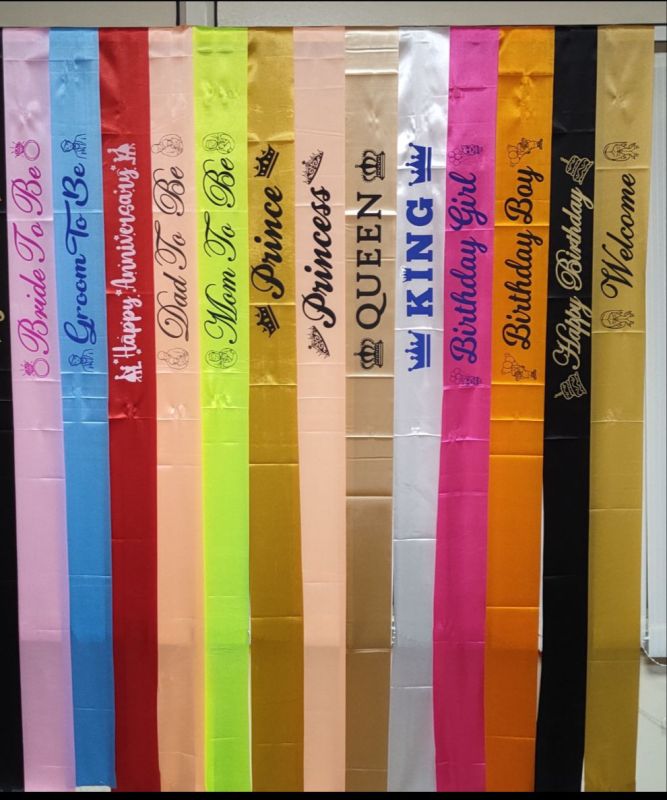 Bride To Be
Groom To Be
Happy Anniversary
Dad To Be
Mom To Be
Prince
Princess
QUEEN
KING
Birthday Girl
Birthday Boy
Happy Birthday
Welcome